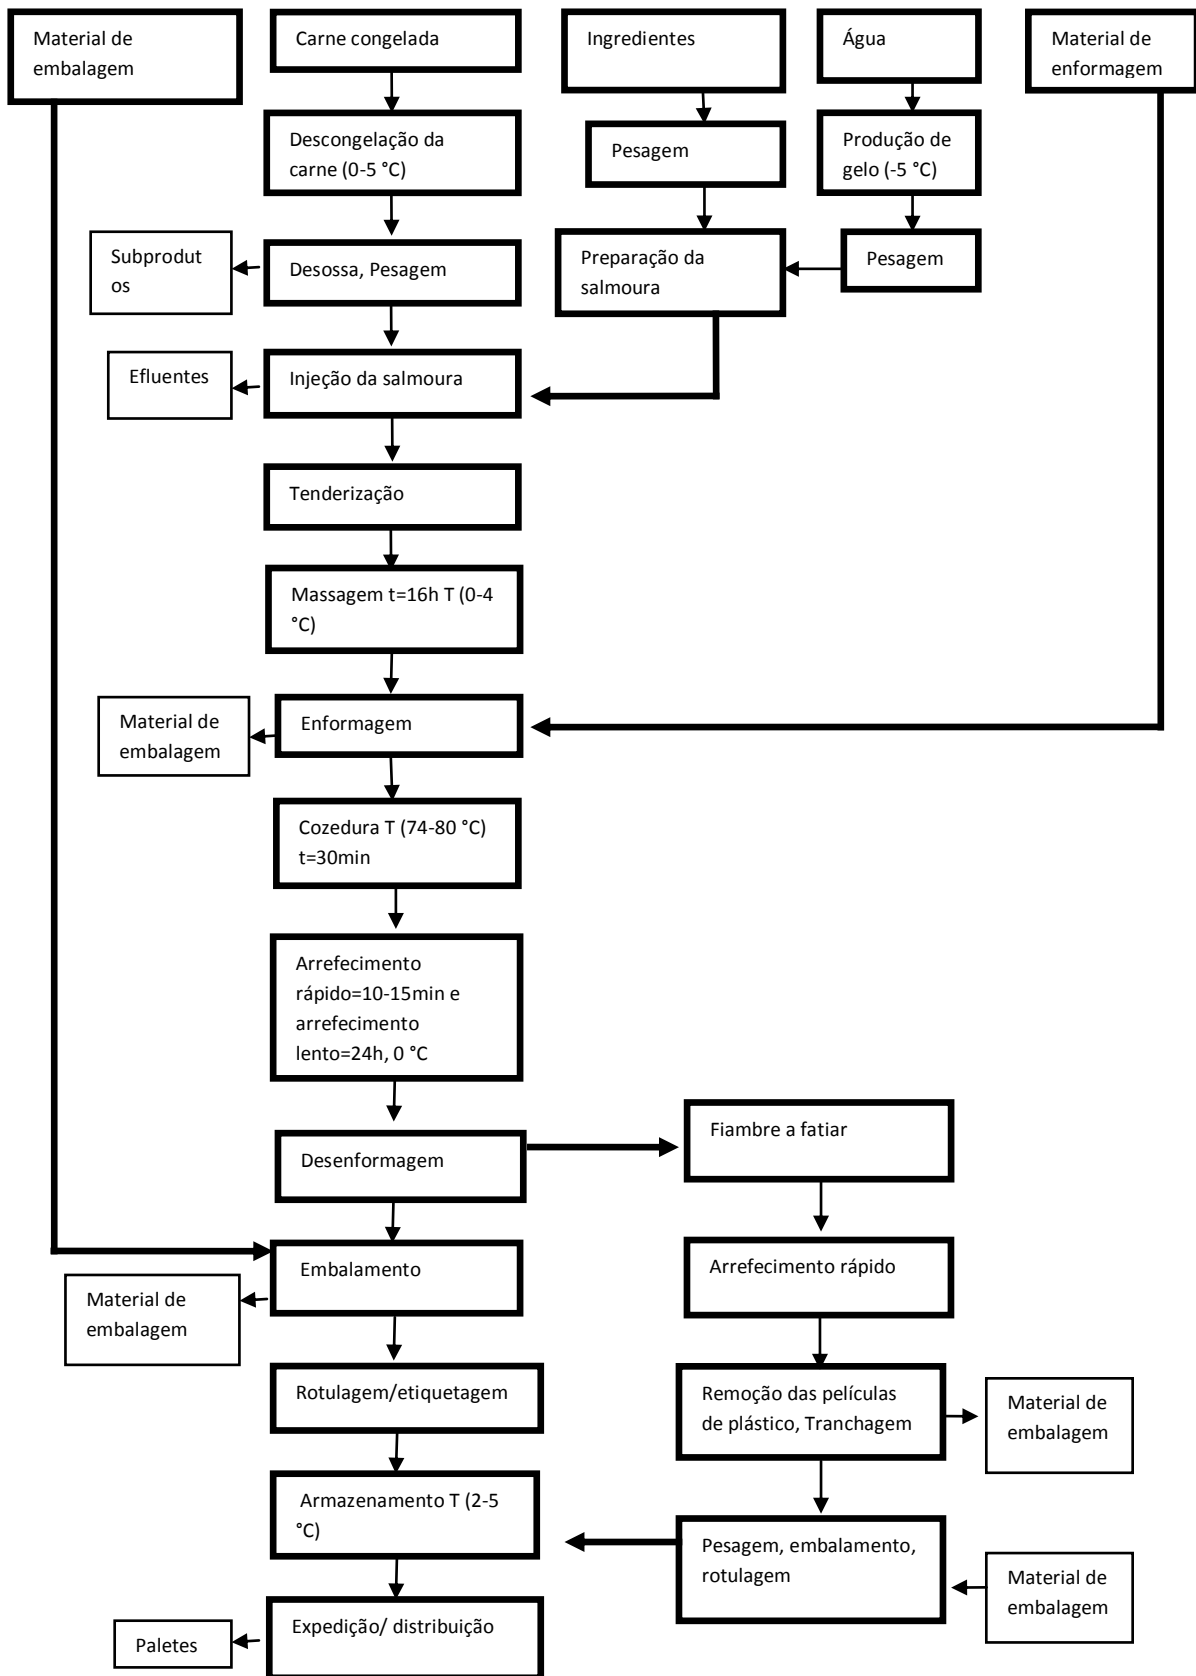 Material de
embalagem
Carne congelada
Ingredientes
Água
Material de
enformagem
Descongelação da
carne (0-5 °C)
Pesagem
Produção de
gelo (-5 °C)
Subprodut
os
Desossa, Pesagem
Preparação da
salmoura
Pesagem
Efluentes
Injeção da salmoura
Tenderização
Massagem t=16h T (0-4
°C)
Material de
embalagem
Enformagem
Cozedura T (74-80 °C)
t=30min
Arrefecimento
rápido=10-15min e
arrefecimento
lento=24h, 0 °C
Desenformagem
Fiambre a fatiar
Embalamento
Arrefecimento rápido
Material de
embalagem
Rotulagem/etiquetagem
Remoção das películas
de plástico, Tranchagem
Material de
embalagem
Armazenamento T (2-5
°C)
Pesagem, embalamento,
rotulagem
Material de
embalagem
Paletes
Expedição/ distribuição